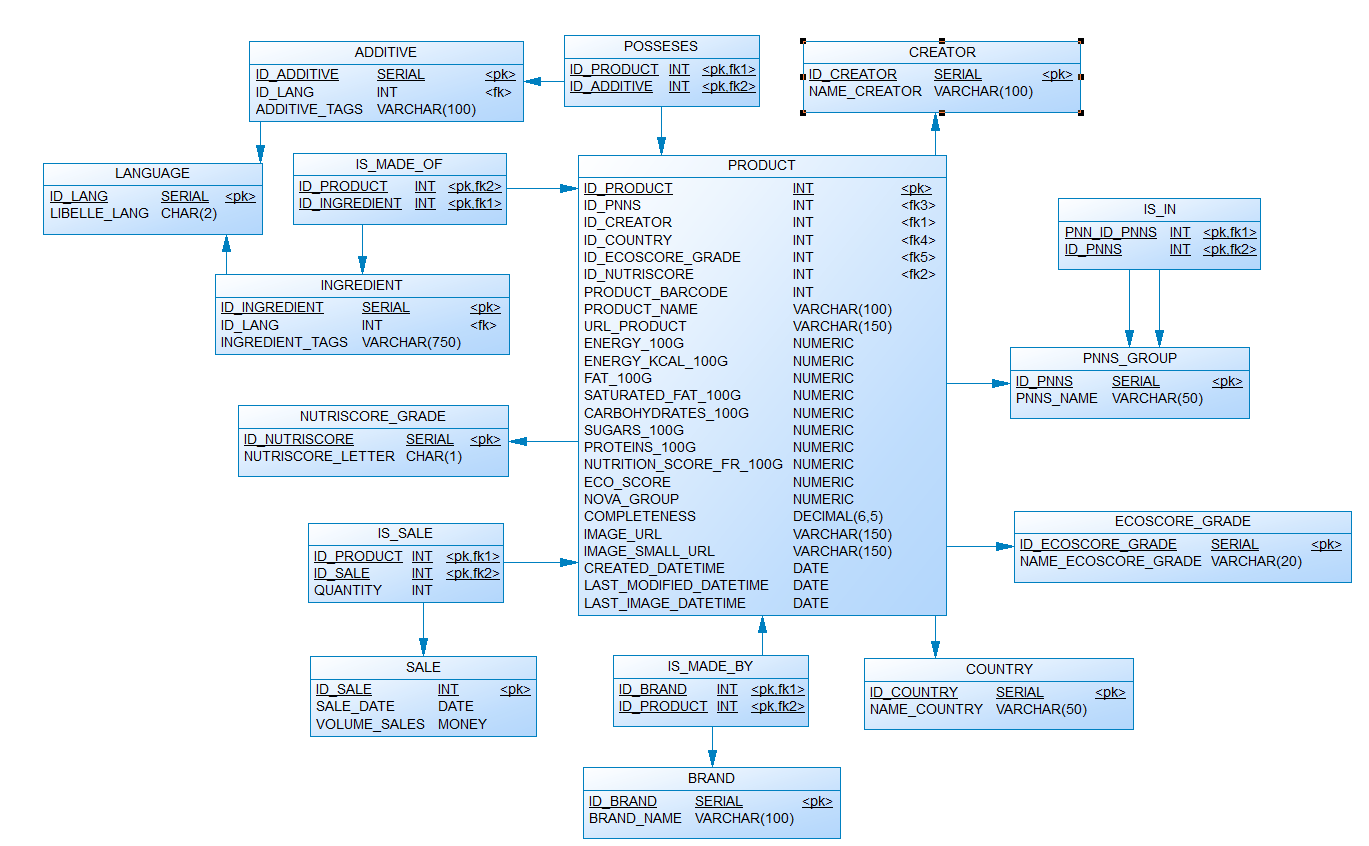 ADDITIVE
ID_ADDITIVE SERIAL <pk>
ID_LANG INT <fk>
ADDITIVE_TAGS VARCHAR(100)
POSSESES
ID_PRODUCT INT <pk,fk1>
ID_ADDITIVE INT <pk,fk2>
CREATOR
ID_CREATOR SERIAL <pk>
NAME_CREATOR VARCHAR(100)
LANGUAGE
ID_LANG SERIAL <pk>
LIBELLE_LANG CHAR(2)
IS_MADE_OF
ID_PRODUCT INT <pk,fk2>
ID_INGREDIENT INT <pk,fk1>
PRODUCT
ID_PRODUCT INT <pk>
ID_PNNS INT <fk3>
ID_CREATOR INT <fk1>
ID_COUNTRY INT <fk4>
ID_ECOSCORE_GRADE INT <fk5>
ID_NUTRISCORE INT <fk2>
PRODUCT_BARCODE INT
PRODUCT_NAME VARCHAR(100)
URL_PRODUCT VARCHAR(150)
ENERGY_100G NUMERIC
ENERGY_KCAL_100G NUMERIC
FAT_100G NUMERIC
SATURATED_FAT_100G NUMERIC
CARBOHYDRATES_100G NUMERIC
SUGARS_100G NUMERIC
PROTEINS_100G NUMERIC
NUTRITION_SCORE_FR_100G NUMERIC
ECO_SCORE NUMERIC
NOVA_GROUP NUMERIC
COMPLETENESS DECIMAL(6,5)
IMAGE_URL VARCHAR(150)
IMAGE_SMALL_URL VARCHAR(150)
CREATED_DATETIME DATE
LAST_MODIFIED_DATETIME DATE
LAST_IMAGE_DATETIME DATE
IS_IN
PNN_ID_PNNS INT <pk,fk1>
ID_PNNS INT <pk,fk2>
INGREDIENT
ID_INGREDIENT SERIAL <pk>
ID_LANG INT <fk>
INGREDIENT_TAGS VARCHAR(750)
PNNS_GROUP
ID_PNNS SERIAL <pk>
PNNS_NAME VARCHAR(50)
NUTRISCORE_GRADE
ID_NUTRISCORE SERIAL <pk>
NUTRISCORE_LETTER CHAR(1)
IS_SALE
ID_PRODUCT INT <pk,fk1>
ID_SALE INT <pk,fk2>
QUANTITY INT
ECOSCORE_GRADE
ID_ECOSCORE_GRADE SERIAL <pk>
NAME_ECOSCORE_GRADE VARCHAR(20)
SALE
ID_SALE INT <pk>
SALE_DATE DATE
VOLUME_SALES MONEY
IS_MADE_BY
ID_BRAND INT <pk,fk1>
ID_PRODUCT INT <pk,fk2>
COUNTRY
ID_COUNTRY SERIAL <pk>
NAME_COUNTRY VARCHAR(50)
BRAND
ID_BRAND SERIAL <pk>
BRAND_NAME VARCHAR(100)